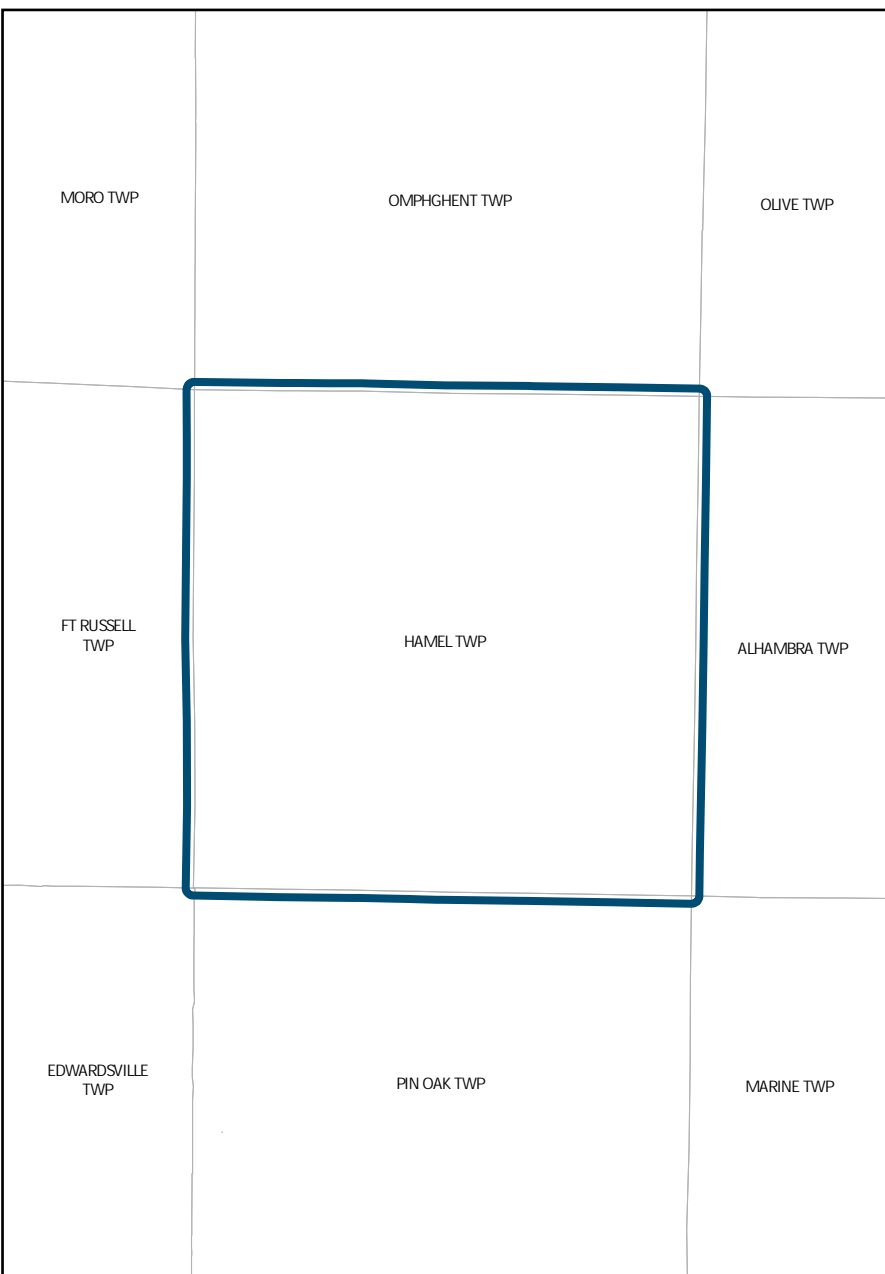 MORO TWP
OMPHGHENT TWP
OLIVE TWP
FT RUSSELL
TWP
HAMEL TWP
ALHAMBRA TWP
EDWARDSVILLE
TWP
PIN OAK TWP
MARINE TWP